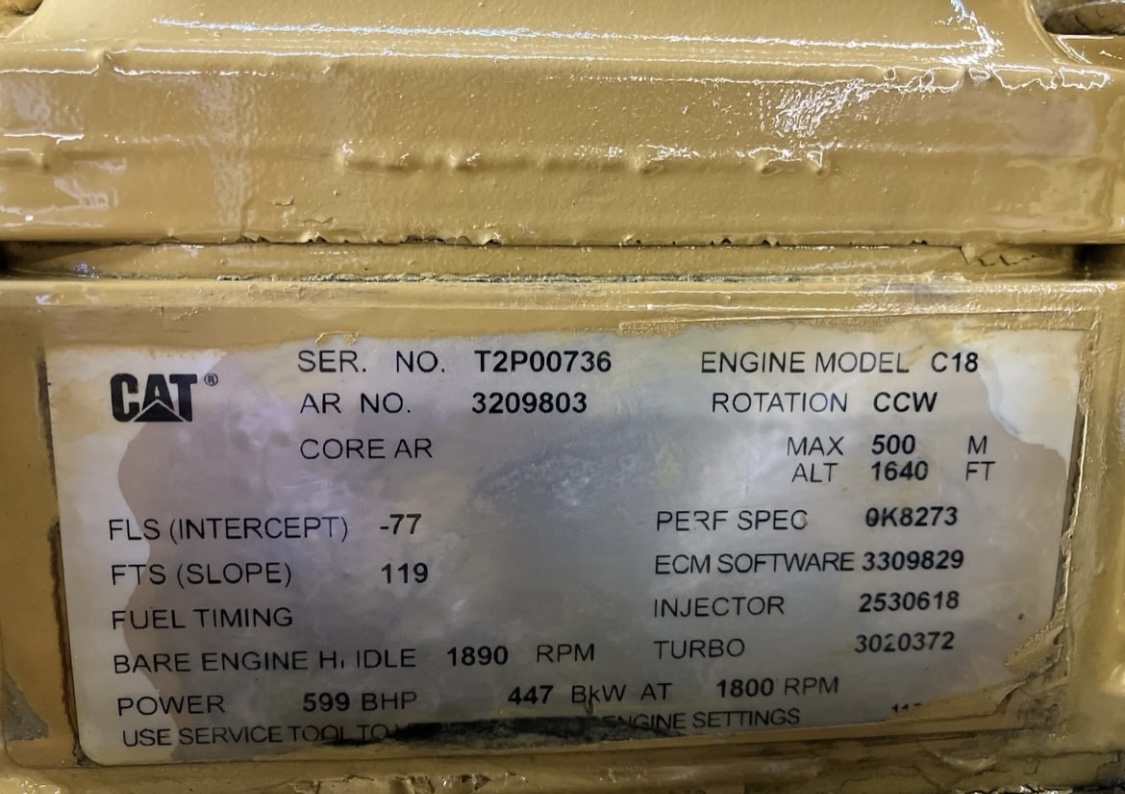 CAT® SER. NO. T2P00736 ENGINE MODEL C18
AR NO. 3209803 ROTATION CCW
CORE AR MAX 500 M
ALT 1640 FT
FLS (INTERCEPT) -77 PERF SPEC 0K8273
FTS (SLOPE) 119 ECM SOFTWARE 3309829
FUEL TIMING INJECTOR 2530618
BARE ENGINE HI IDLE 1890 RPM TURBO 3020372
POWER 599 BHP 447 BkW AT 1800 RPM
USE SERVICE TOOL TO ENGINE SETTINGS